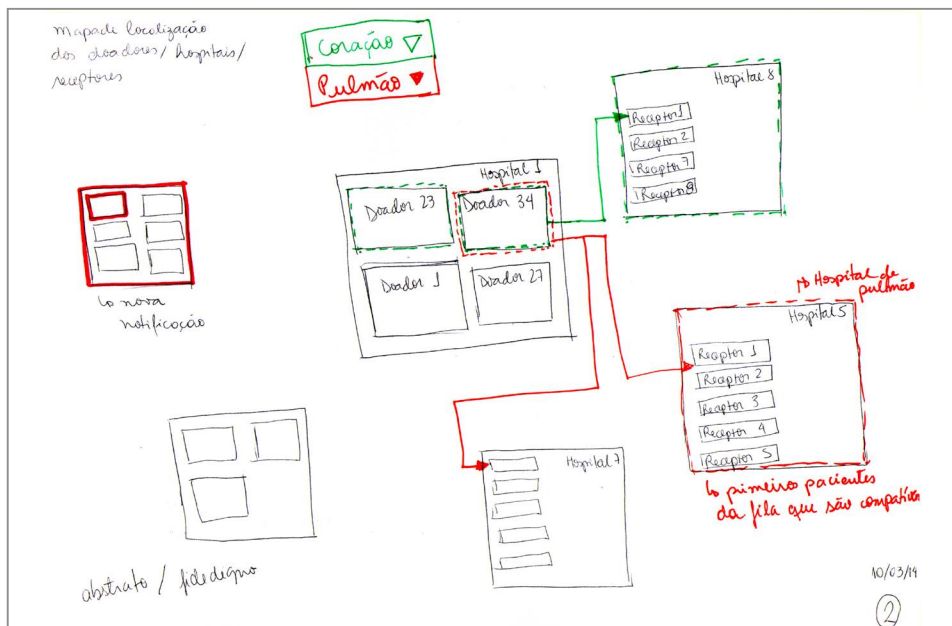 mapa de localização
dos doadores / hospitais /
receptores
Coração
Pulmão
Hospital 8
Receptor 1
Receptor 2
Receptor 7
Receptor 9
Hospital 1
Doador 23
Doador 34
Doador 1
Doador 27
nova
notificação
Hospital de
pulmão
Hospital 5
Receptor 1
Receptor 2
Receptor 3
Receptor 4
Receptor 5
primeiros pacientes
da fila que são compatíveis
Hospital 7
abstrato / fidedigno
10/03/14
2